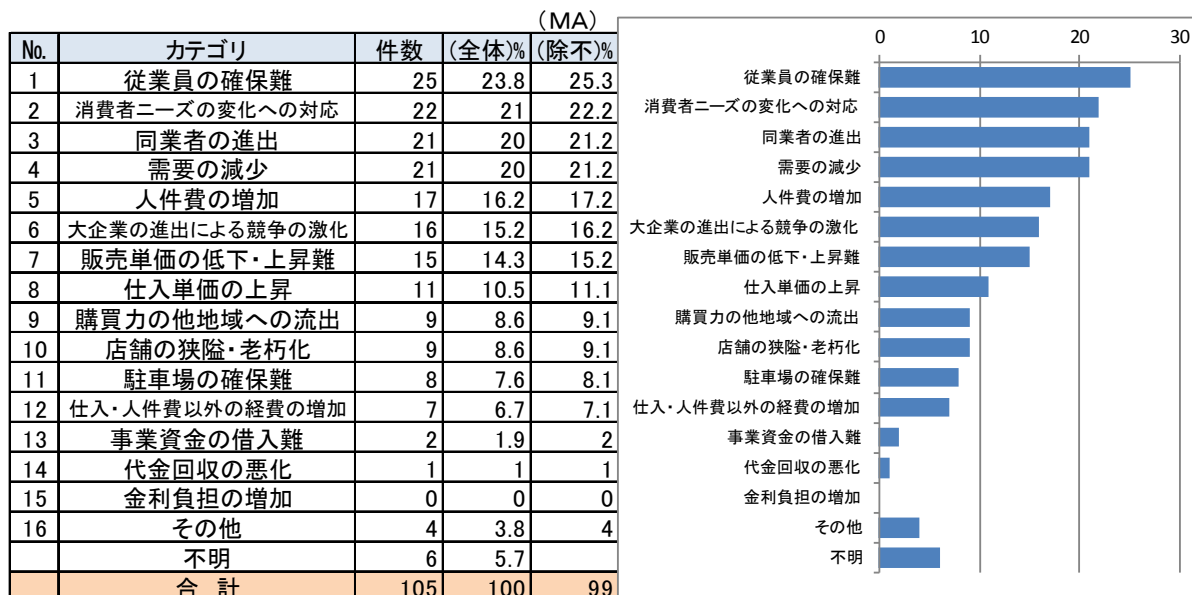 （MA）
No. カテゴリ 件数 (全体)% (除不)%
1 従業員の確保難 25 23.8 25.3
2 消費者ニーズの変化への対応 22 21 22.2
3 同業者の進出 21 20 21.2
4 需要の減少 21 20 21.2
5 人件費の増加 17 16.2 17.2
6 大企業の進出による競争の激化 16 15.2 16.2
7 販売単価の低下・上昇難 15 14.3 15.2
8 仕入単価の上昇 11 10.5 11.1
9 購買力の他地域への流出 9 8.6 9.1
10 店舗の狭隘・老朽化 9 8.6 9.1
11 駐車場の確保難 8 7.6 8.1
12 仕入・人件費以外の経費の増加 7 6.7 7.1
13 事業資金の借入難 2 1.9 2
14 代金回収の悪化 1 1 1
15 金利負担の増加 0 0 0
16 その他 4 3.8 4
不明 6 5.7
合 計 105 100 99
0 10 20 30
従業員の確保難
消費者ニーズの変化への対応
同業者の進出
需要の減少
人件費の増加
大企業の進出による競争の激化
販売単価の低下・上昇難
仕入単価の上昇
購買力の他地域への流出
店舗の狭隘・老朽化
駐車場の確保難
仕入・人件費以外の経費の増加
事業資金の借入難
代金回収の悪化
金利負担の増加
その他
不明